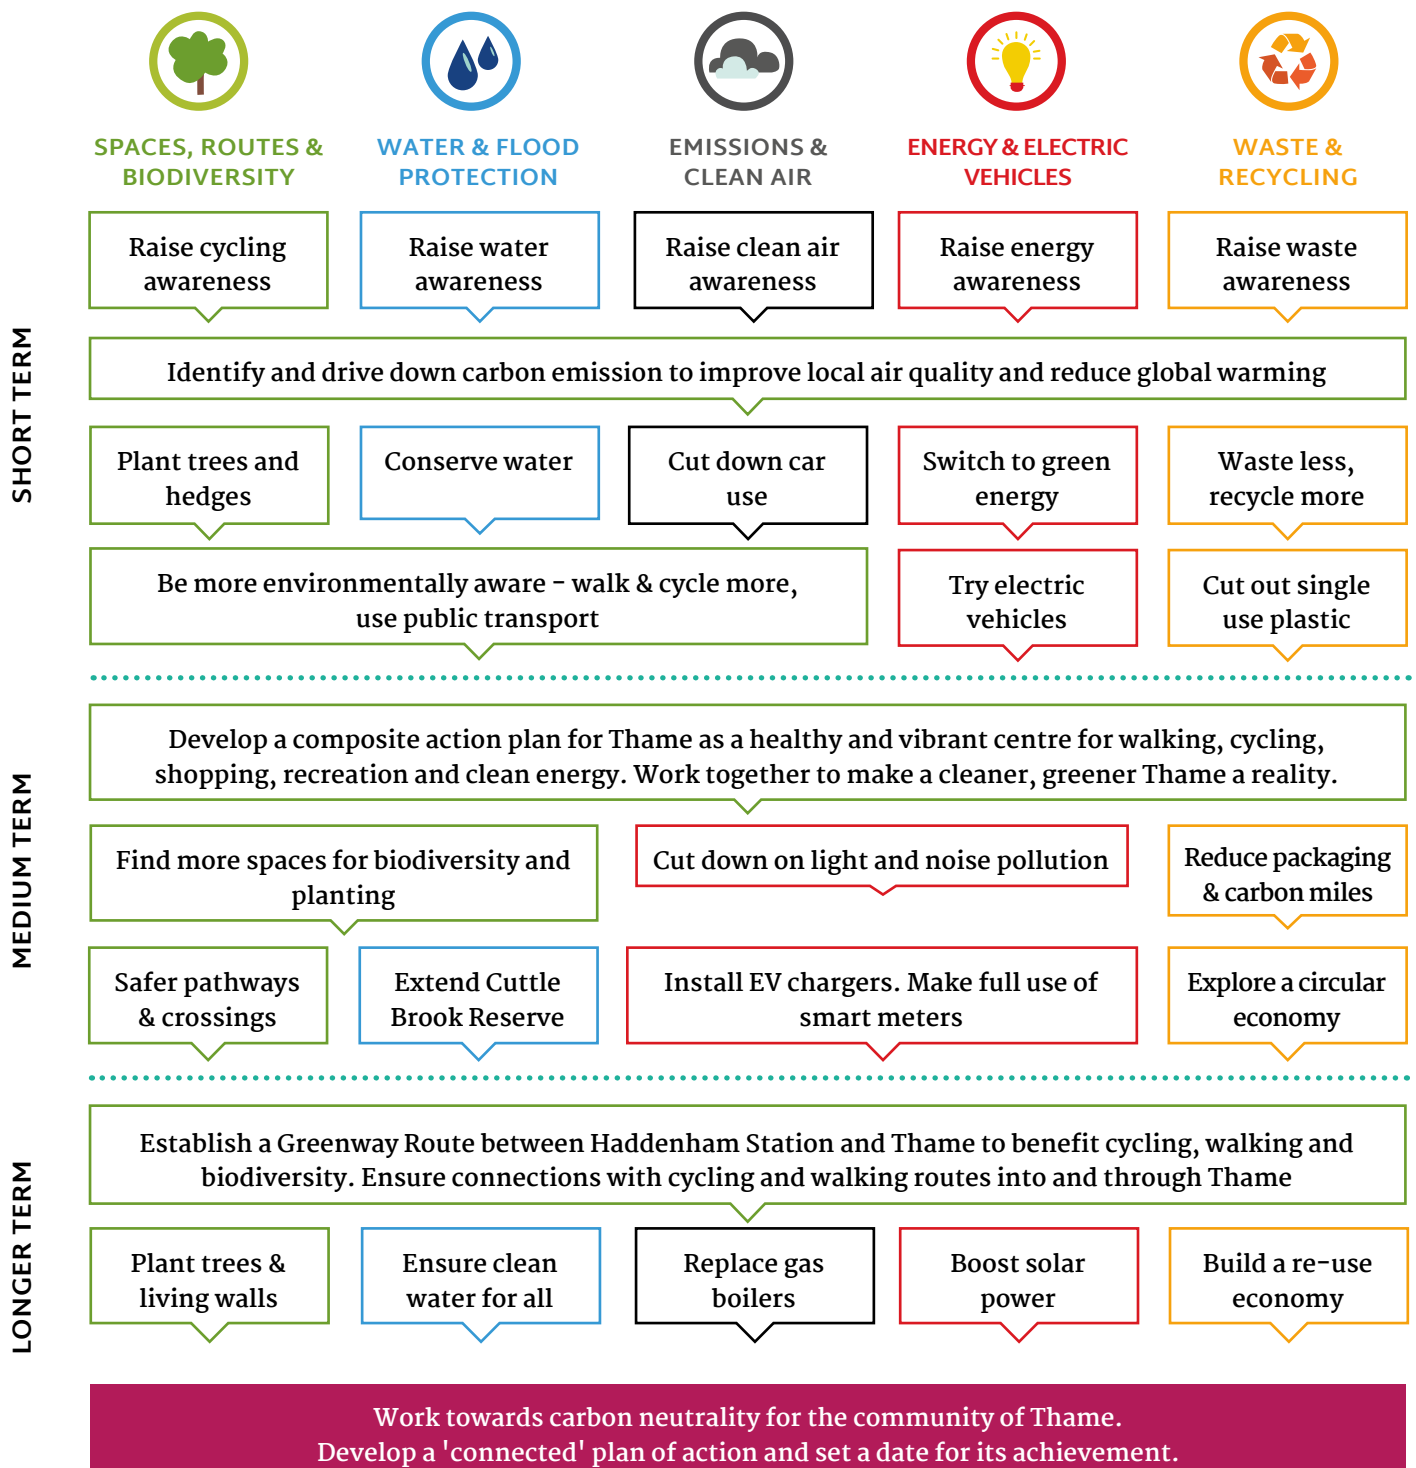 SPACES, ROUTES &
BIODIVERSITY
WATER & FLOOD
PROTECTION
EMISSIONS &
CLEAN AIR
ENERGY & ELECTRIC
VEHICLES
WASTE &
RECYCLING
SHORT TERM
Raise cycling
awareness
Raise water
awareness
Raise clean air
awareness
Raise energy
awareness
Raise waste
awareness
Identify and drive down carbon emission to improve local air quality and reduce global warming
Plant trees and
hedges
Conserve water
Cut down car
use
Switch to green
energy
Waste less,
recycle more
Be more environmentally aware - walk & cycle more,
use public transport
Try electric
vehicles
Cut out single
use plastic
MEDIUM TERM
Develop a composite action plan for Thame as a healthy and vibrant centre for walking, cycling,
shopping, recreation and clean energy. Work together to make a cleaner, greener Thame a reality.
Find more spaces for biodiversity and
planting
Cut down on light and noise pollution
Reduce packaging
& carbon miles
Safer pathways
& crossings
Extend Cuttle
Brook Reserve
Install EV chargers. Make full use of
smart meters
Explore a circular
economy
LONGER TERM
Establish a Greenway Route between Haddenham Station and Thame to benefit cycling, walking and
biodiversity. Ensure connections with cycling and walking routes into and through Thame
Plant trees &
living walls
Ensure clean
water for all
Replace gas
boilers
Boost solar
power
Build a re-use
economy
Work towards carbon neutrality for the community of Thame.
Develop a 'connected' plan of action and set a date for its achievement.